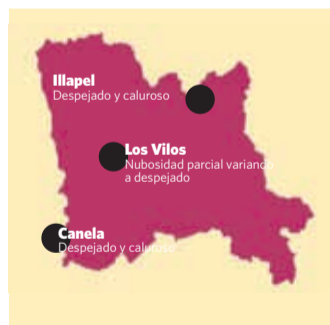 Illapel
Despejado y caluroso
Los Vilos
Nubosidad parcial variando
a despejado
Canela
Despejado y caluroso